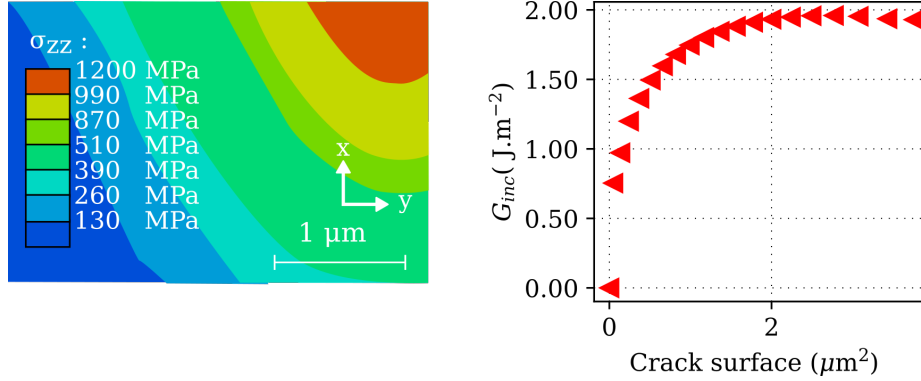 σzz :
1200 MPa
990 MPa
870 MPa
510 MPa
390 MPa
260 MPa
130 MPa
x
y
1 μm
2.00
1.50
1.00
0.50
0.00
G_inc( J.m⁻²)
0
2
Crack surface (μm²)